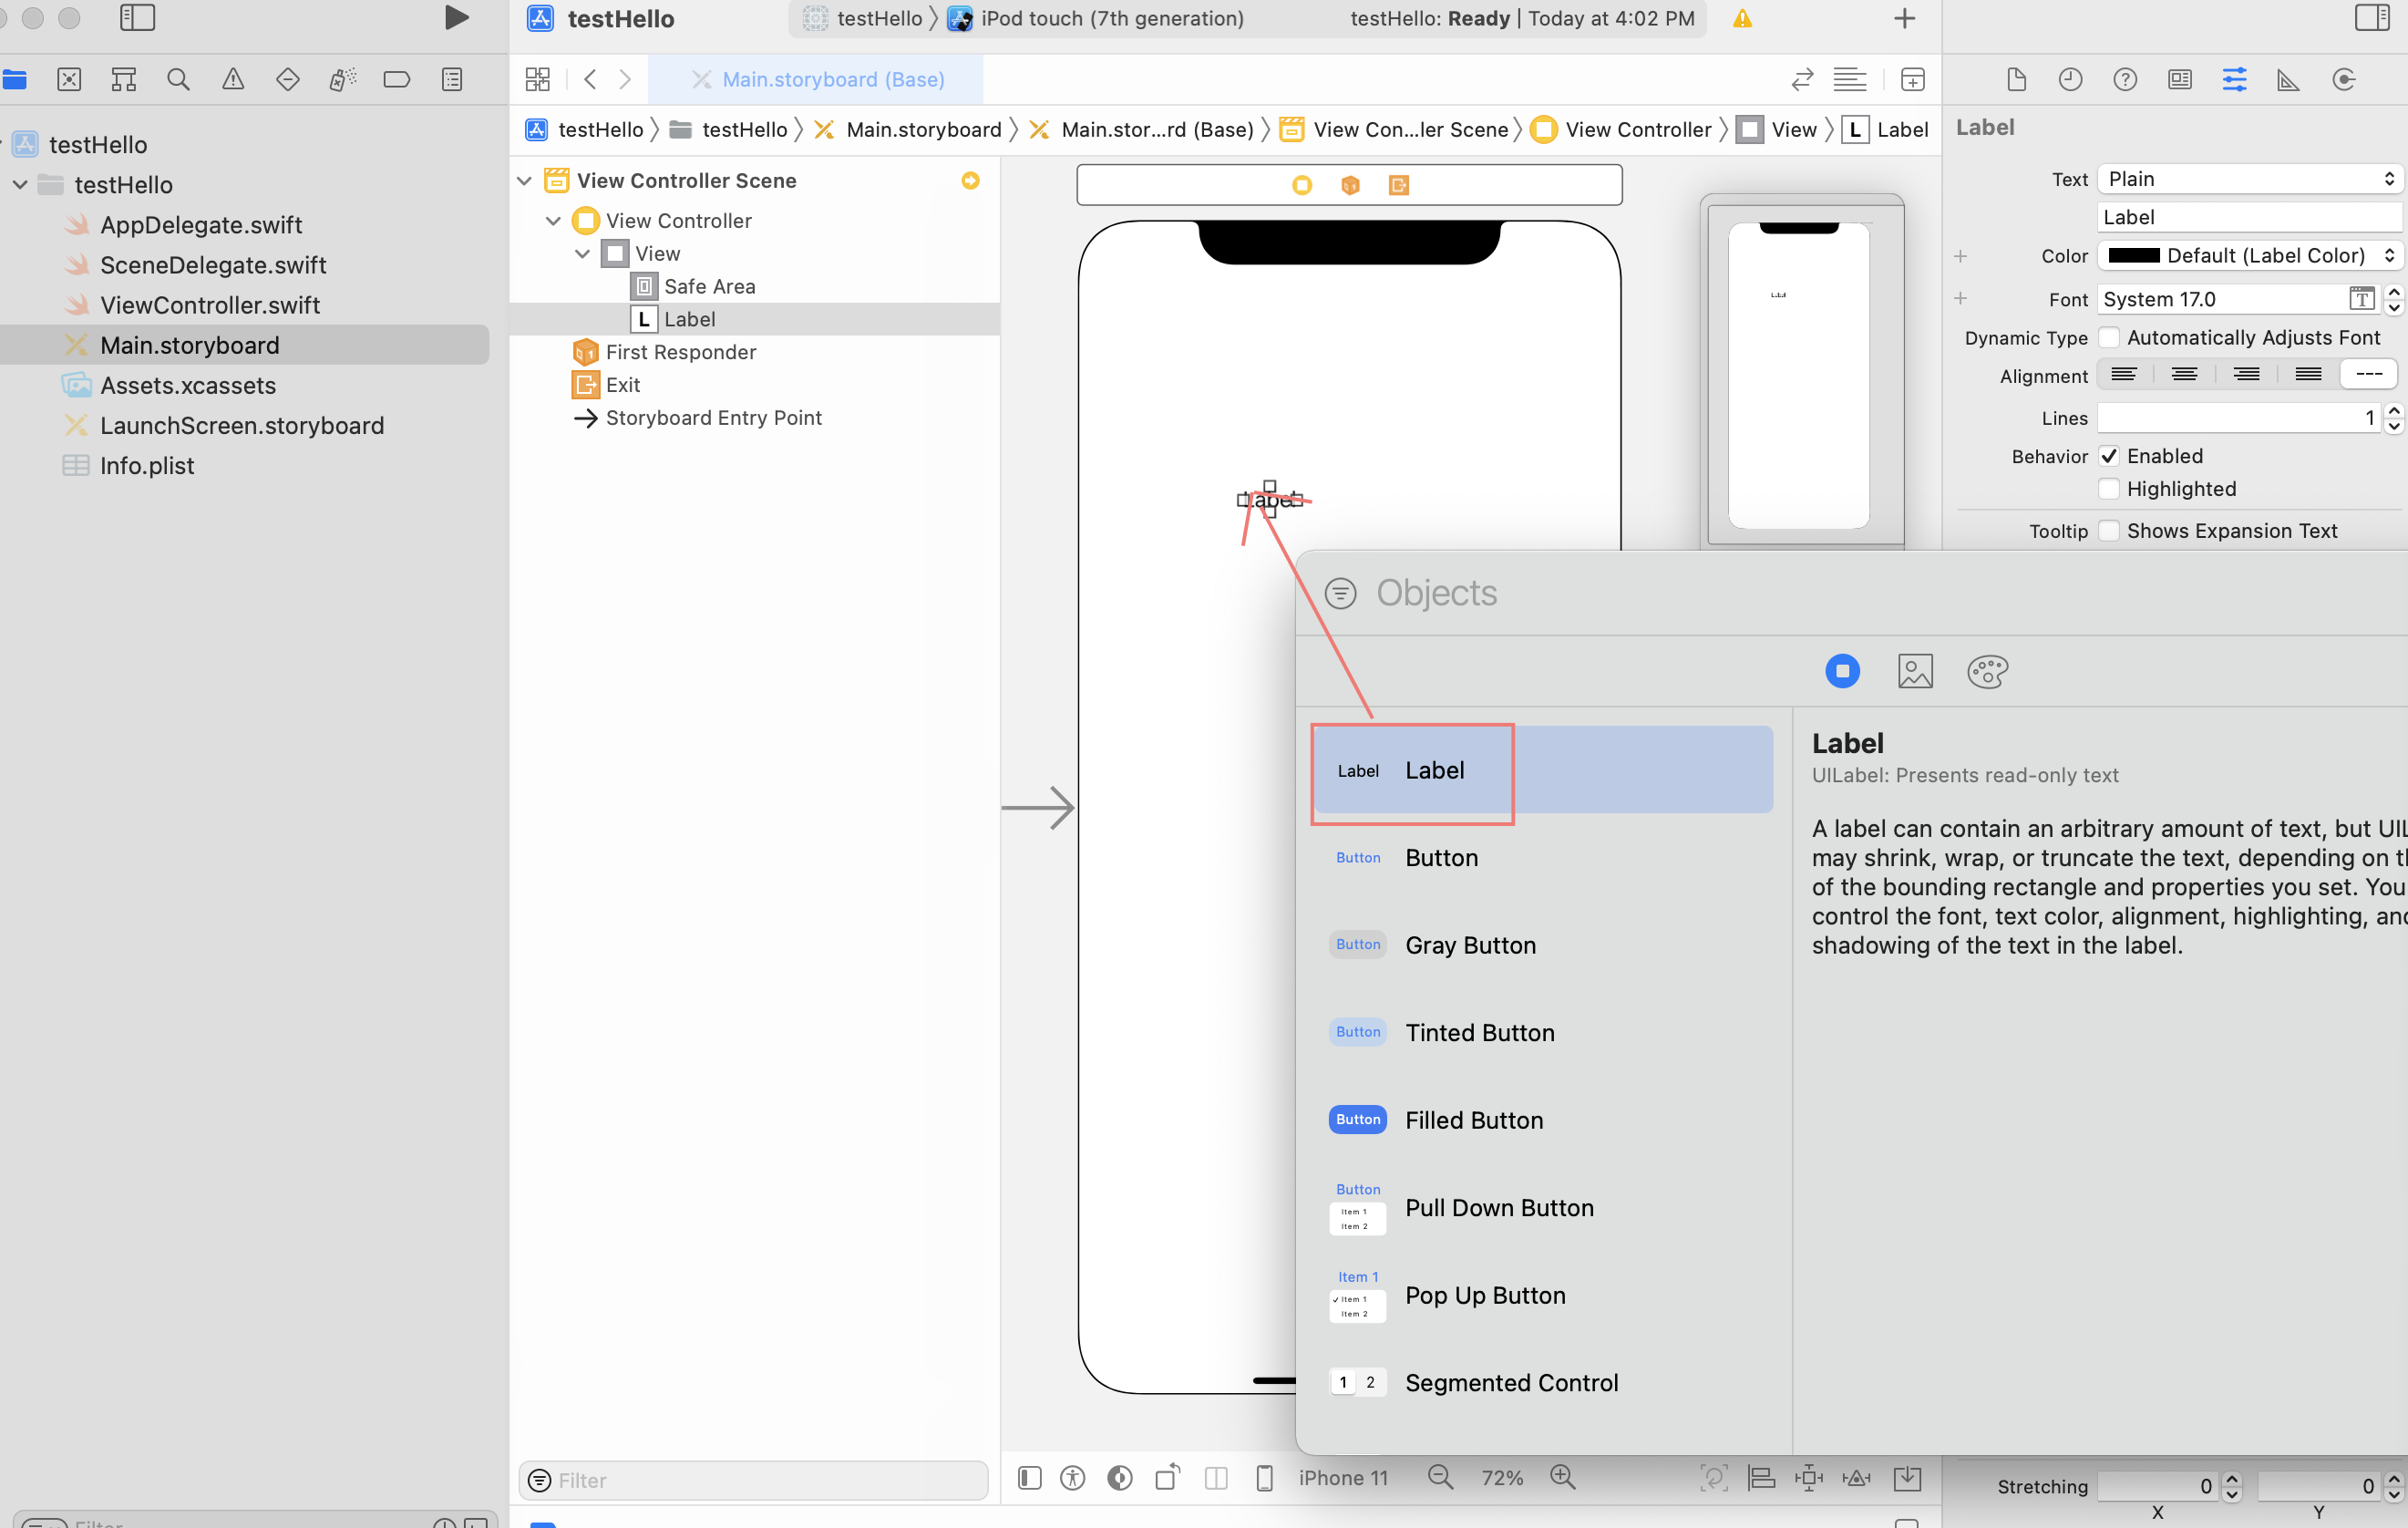 testHello
testHello
iPod touch (7th generation)
testHello: Ready | Today at 4:02 PM
Main.storyboard (Base)
testHello
testHello
Main.storyboard
Main.stor...rd (Base)
View Con...ler Scene
View Controller
View
L
Label
testHello
testHello
AppDelegate.swift
SceneDelegate.swift
ViewController.swift
Main.storyboard
Assets.xcassets
LaunchScreen.storyboard
Info.plist
View Controller Scene
View Controller
View
Safe Area
L Label
First Responder
Exit
Storyboard Entry Point
Filter
Label
Label
Text Plain
Label
Color Default (Label Color)
Font System 17.0
Dynamic Type Automatically Adjusts Font
Alignment
Lines 1
Behavior Enabled
Highlighted
Tooltip Shows Expansion Text
Objects
Label Label
Button Button
Button Gray Button
Button Tinted Button
Button Filled Button
Button
Item 1
Item 2
Pull Down Button
Item 1
Item 1
Item 2
Pop Up Button
1 2 Segmented Control
Label
UILabel: Presents read-only text
A label can contain an arbitrary amount of text, but UIL
may shrink, wrap, or truncate the text, depending on t
of the bounding rectangle and properties you set. You
control the font, text color, alignment, highlighting, and
shadowing of the text in the label.
iPhone 11
72%
Stretching 0 0
X Y
Filter